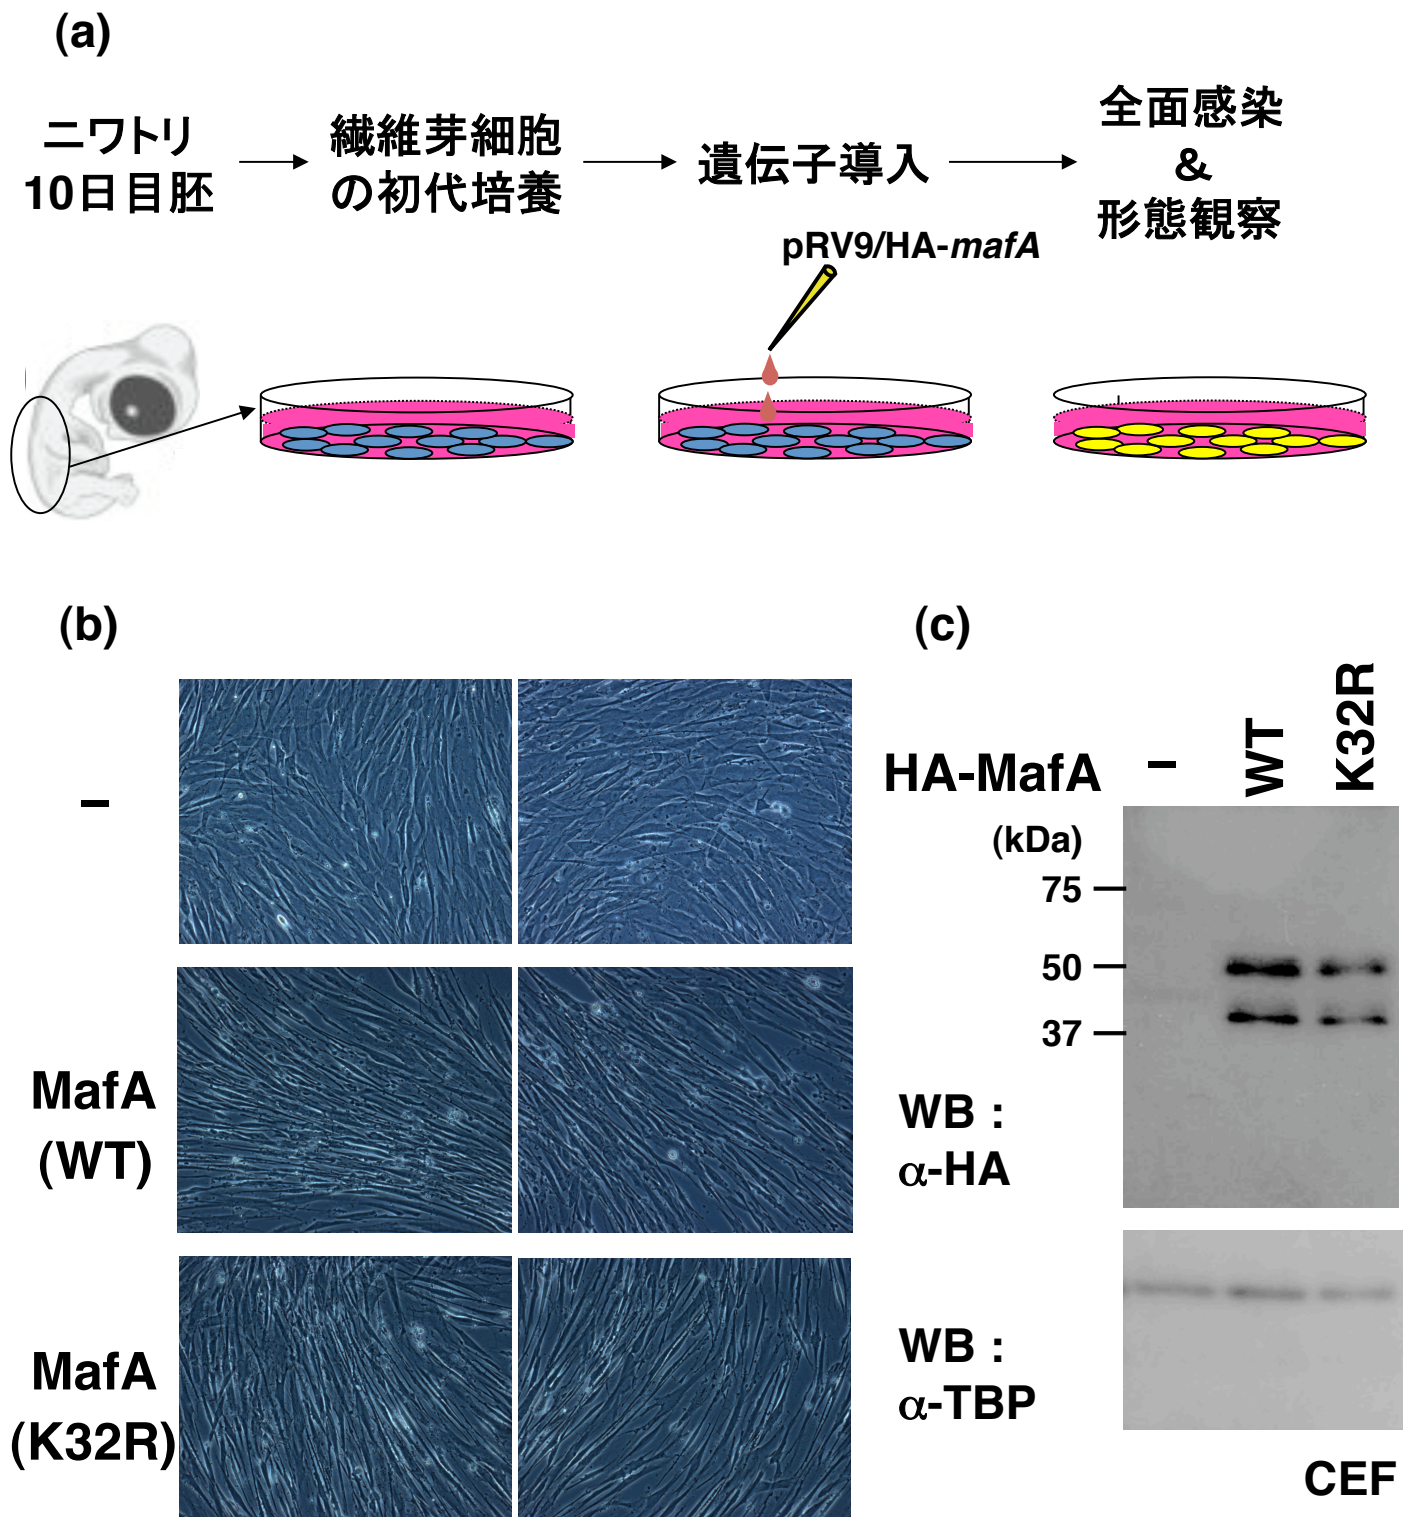 (a)
ニワトリ
10日目胚
繊維芽細胞
の初代培養
遺伝子導入
全面感染
&
形態観察
pRV9/HA-mafA
(b)
–
MafA
(WT)
MafA
(K32R)
(c)
HA-MafA
–
WT
K32R
(kDa)
75
50
37
WB :
α-HA
WB :
α-TBP
CEF